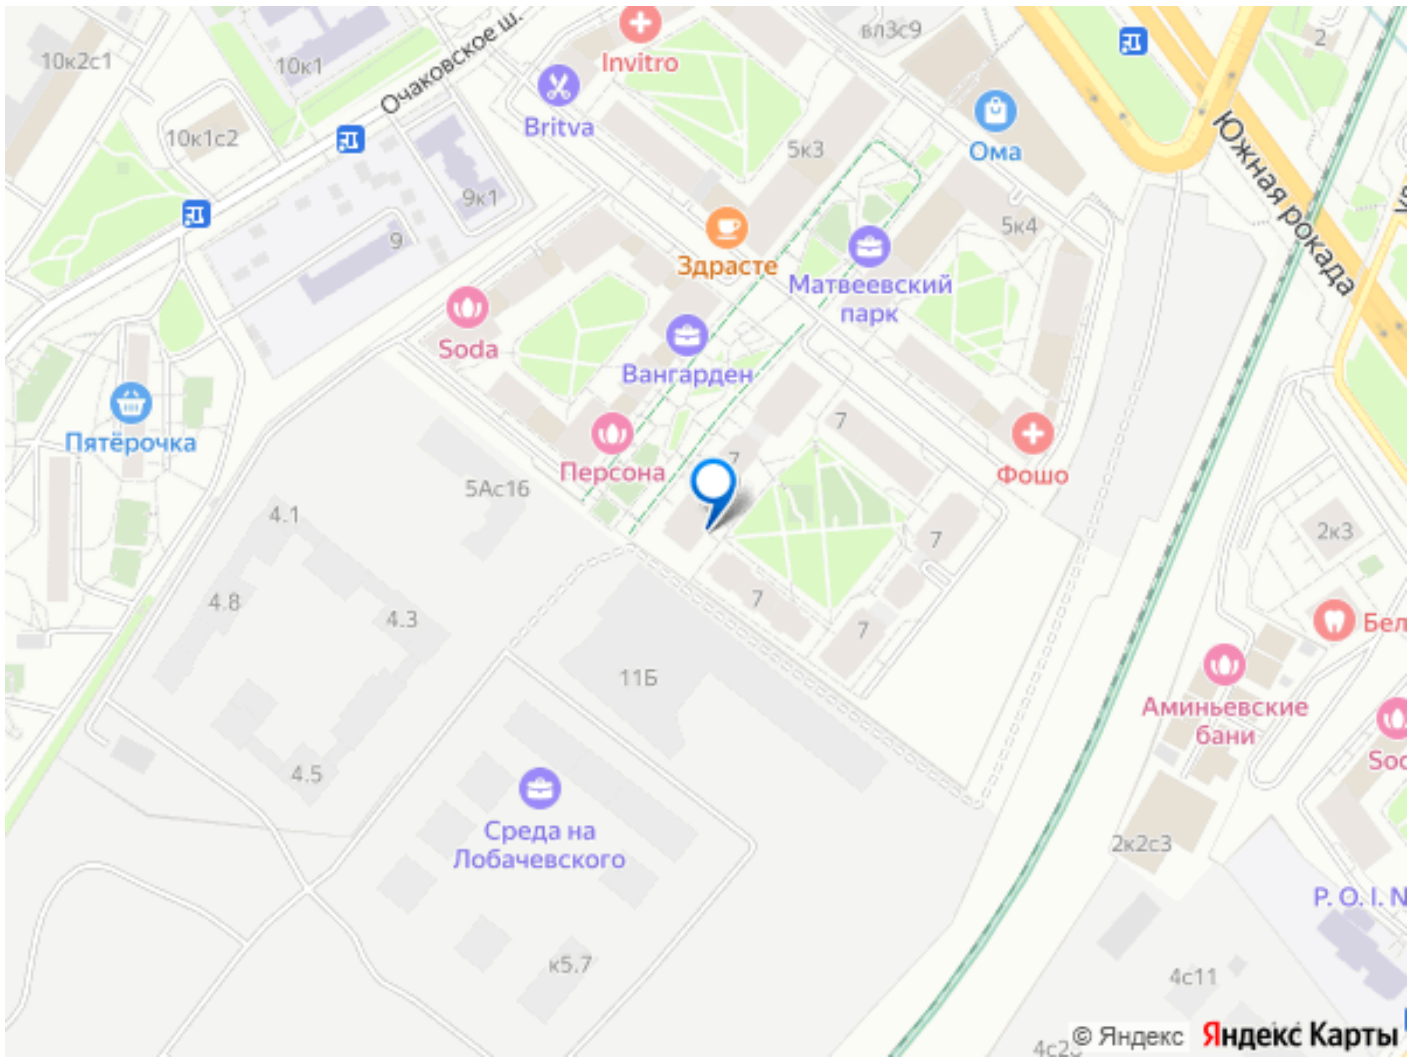 10к2с1
10к1
Очаковское ш.
Invitro
вл3с9
2
Britva
10к1с2
Ома
5к3
Южная рокада
9к1
9
5к4
Здрасте
Матвеевский
парк
Soda
Вангарден
Пятёрочка
7
7
Персона
Фошо
5Ас16
4.1
2к3
7
4.8
4.3
7
7
Бел
11Б
Аминьевские
бани
4.5
Soc
Среда на
Лобачевского
2к2с3
P. O. I. N
к5.7
4с11
© Яндекс
Яндекс Карты